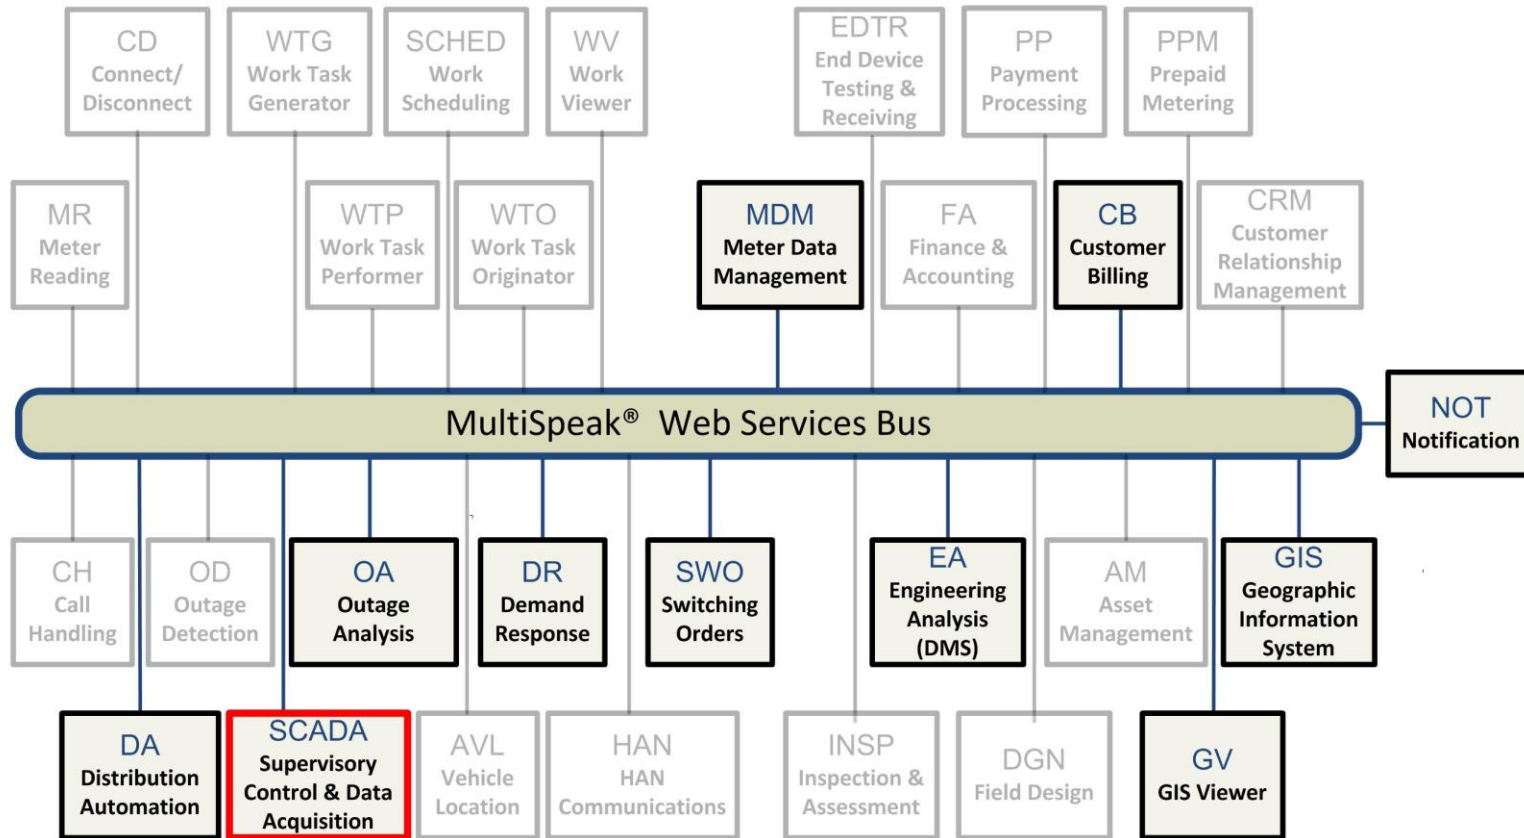 CD
Connect/
Disconnect
WTG
Work Task
Generator
SCHED
Work
Scheduling
WV
Work
Viewer
EDTR
End Device
Testing &
Receiving
PP
Payment
Processing
PPM
Prepaid
Metering
MR
Meter
Reading
WTP
Work Task
Performer
WTO
Work Task
Originator
MDM
Meter Data
Management
FA
Finance &
Accounting
CB
Customer
Billing
CRM
Customer
Relationship
Management
MultiSpeak® Web Services Bus
NOT
Notification
CH
Call
Handling
OD
Outage
Detection
OA
Outage
Analysis
DR
Demand
Response
SWO
Switching
Orders
EA
Engineering
Analysis
(DMS)
AM
Asset
Management
GIS
Geographic
Information
System
DA
Distribution
Automation
SCADA
Supervisory
Control & Data
Acquisition
AVL
Vehicle
Location
HAN
HAN
Communications
INSP
Inspection &
Assessment
DGN
Field Design
GV
GIS Viewer